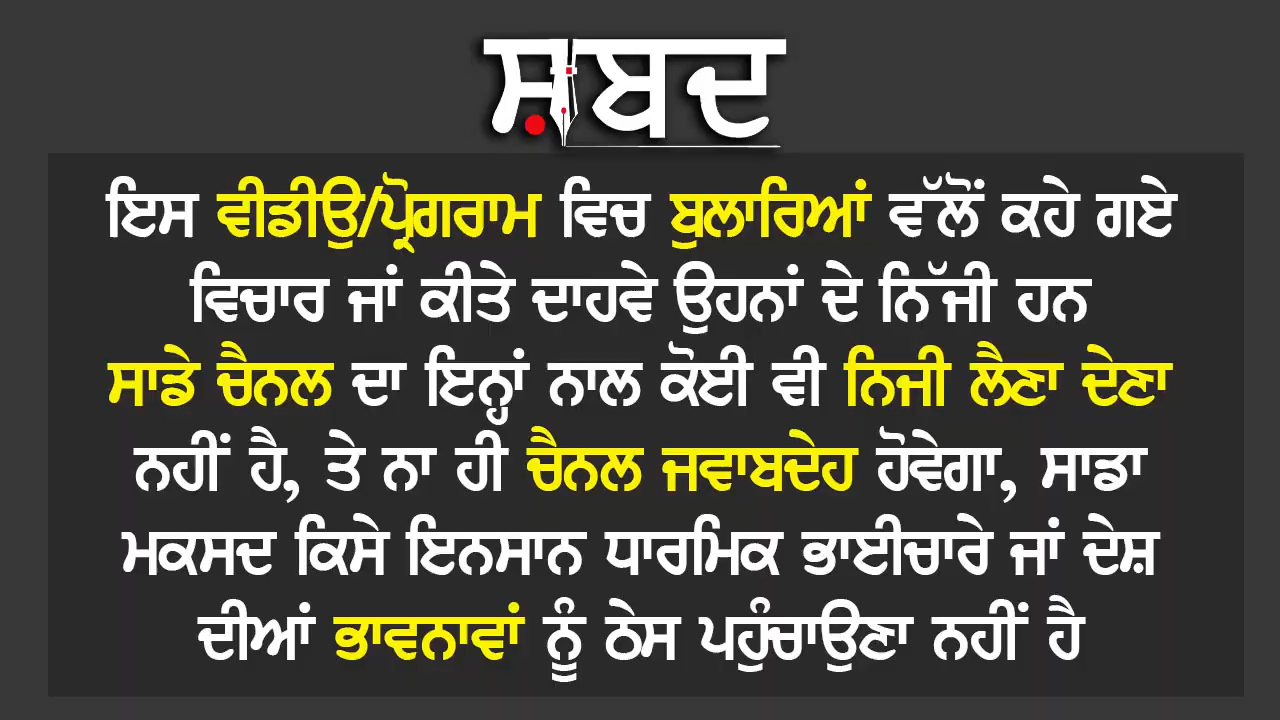 ਸ਼ਬਦ
ਇਸ ਵੀਡੀਉ/ਪ੍ਰੋਗਰਾਮ ਵਿਚ ਬੁਲਾਰਿਆਂ ਵੱਲੋਂ ਕਹੇ ਗਏ
ਵਿਚਾਰ ਜਾਂ ਕੀਤੇ ਦਾਹਵੇ ਉਹਨਾਂ ਦੇ ਨਿੱਜੀ ਹਨ
ਸਾਡੇ ਚੈਨਲ ਦਾ ਇਨ੍ਹਾਂ ਨਾਲ ਕੋਈ ਵੀ ਨਿਜੀ ਲੈਣਾ ਦੇਣਾ
ਨਹੀਂ ਹੈ, ਤੇ ਨਾ ਹੀ ਚੈਨਲ ਜਵਾਬਦੇਹ ਹੋਵੇਗਾ, ਸਾਡਾ
ਮਕਸਦ ਕਿਸੇ ਇਨਸਾਨ ਧਾਰਮਿਕ ਭਾਈਚਾਰੇ ਜਾਂ ਦੇਸ਼
ਦੀਆਂ ਭਾਵਨਾਵਾਂ ਨੂੰ ਠੇਸ ਪਹੁੰਚਾਉਣਾ ਨਹੀਂ ਹੈ